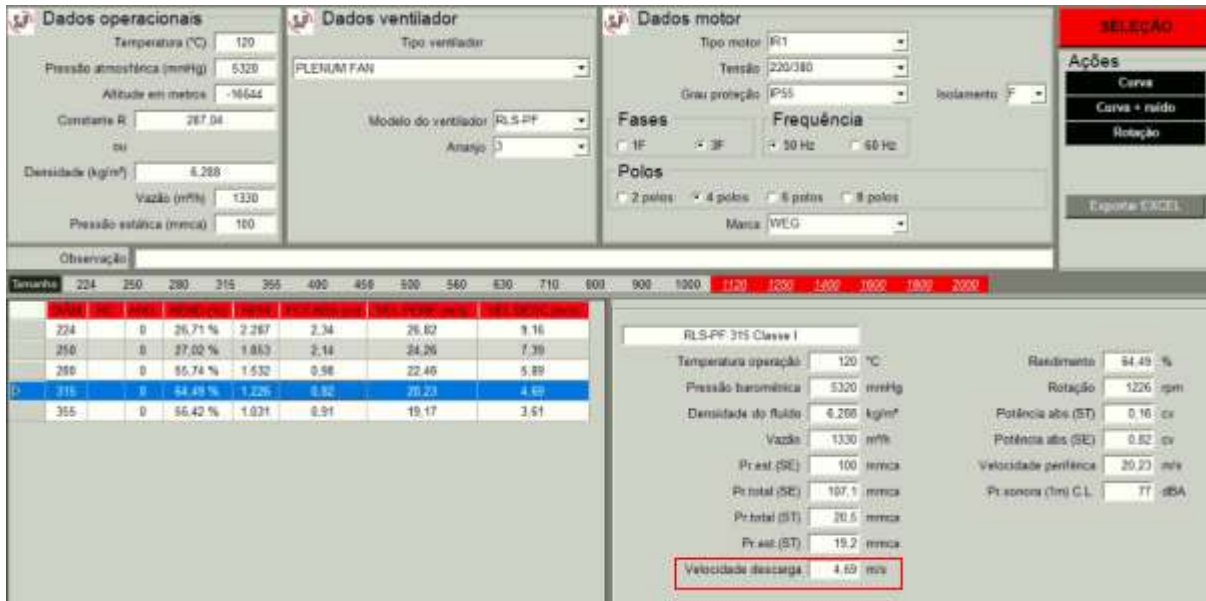 Dados operacionais
Temperatura (ºC) 120
Pressão atmosférica (mmHg) 5320
Altitude em metros -16644
Constante R 287,04
ou
Densidade (kg/m³) 6,288
Vazão (m³/h) 1330
Pressão estática (mmca) 100
Dados ventilador
Tipo ventilador
PLENUM FAN
Modelo do ventilador RLS-PF
Arranjo 3
Dados motor
Tipo motor IR1
Tensão 220/380
Grau proteção IP55 Isolamento F
Fases
1F 3F
Frequência
50 Hz 60 Hz
Polos
2 polos 4 polos 6 polos 8 polos
Marca WEG
SELEÇÃO
Ações
Curva
Curva + ruído
Rotação
Exportar EXCEL
Observação
Tamanho 224 250 280 315 355 400 450 500 560 630 710 800 900 1000 1120 1250 1400 1600 1800 2000
224 0 26,71 % 2.287 2,34 26,82 9,16
250 0 27,02 % 1.853 2,14 24,26 7,39
280 0 55,74 % 1.532 0,98 22,46 5,89
315 0 64,49 % 1.226 0,82 20,23 4,69
355 0 56,42 % 1.031 0,91 19,17 3,61
RLS-PF 315 Classe I
Temperatura operação 120 ºC
Pressão barométrica 5320 mmHg
Densidade do fluído 6,288 kg/m³
Vazão 1330 m³/h
Pr.est.(SE) 100 mmca
Pr.total (SE) 107,1 mmca
Pr.total (ST) 20,5 mmca
Pr.est.(ST) 19,2 mmca
Velocidade descarga 4,69 m/s
Rendimento 64,49 %
Rotação 1226 rpm
Potência abs (ST) 0,16 cv
Potência abs (SE) 0,82 cv
Velocidade periférica 20,23 m/s
Pr.sonora (1m) C.L. 77 dBA